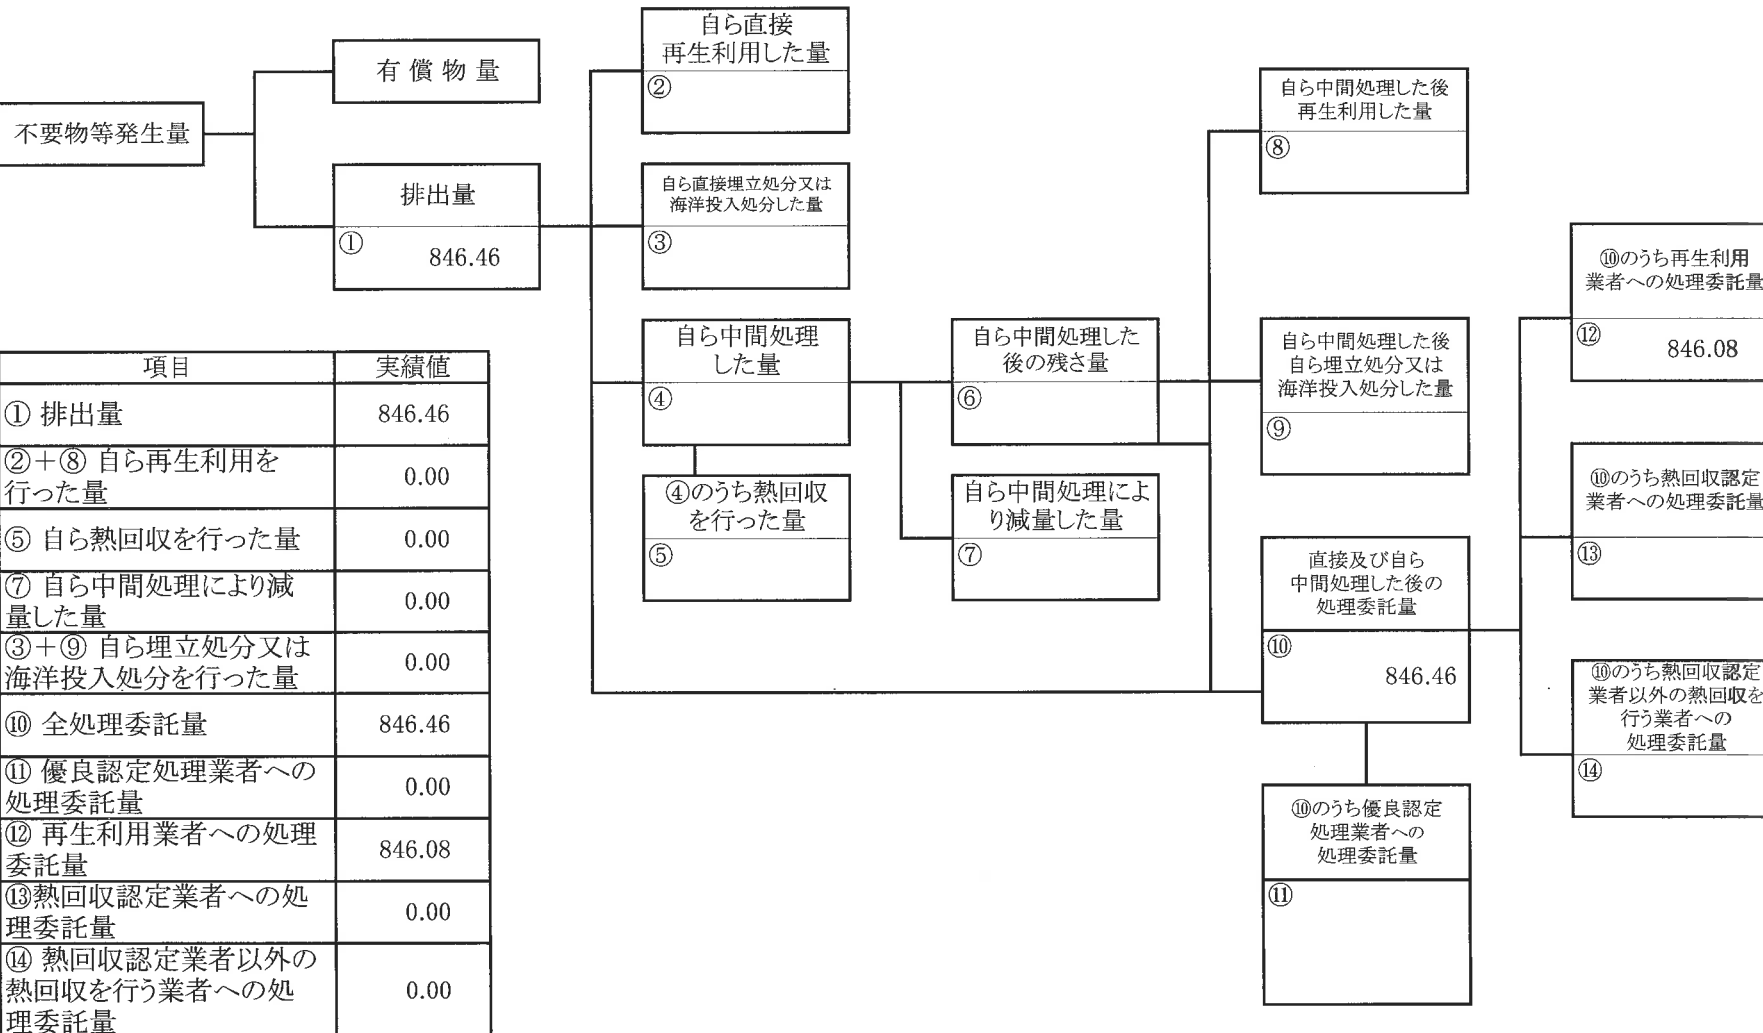 不要物等発生量
有償物量
排出量
①
846.46
自ら直接
再生利用した量
②
自ら直接埋立処分又は
海洋投入処分した量
③
自ら中間処理
した量
④
④のうち熱回収
を行った量
⑤
自ら中間処理した
後の残さ量
⑥
自ら中間処理によ
り減量した量
⑦
自ら中間処理した後
再生利用した量
⑧
自ら中間処理した後
自ら埋立処分又は
海洋投入処分した量
⑨
直接及び自ら
中間処理した後の
処理委託量
⑩
846.46
⑩のうち優良認定
処理業者への
処理委託量
⑪
⑩のうち再生利用
業者への処理委託量
⑫
846.08
⑩のうち熱回収認定
業者への処理委託量
⑬
⑩のうち熱回収認定
業者以外の熱回収を
行う業者への
処理委託量
⑭
項目 実績値
① 排出量 846.46
②＋⑧ 自ら再生利用を
行った量 0.00
⑤ 自ら熱回収を行った量 0.00
⑦ 自ら中間処理により減
量した量 0.00
③＋⑨ 自ら埋立処分又は
海洋投入処分を行った量 0.00
⑩ 全処理委託量 846.46
⑪ 優良認定処理業者への
処理委託量 0.00
⑫ 再生利用業者への処理
委託量 846.08
⑬熱回収認定業者への処
理委託量 0.00
⑭ 熱回収認定業者以外の
熱回収を行う業者への処
理委託量 0.00